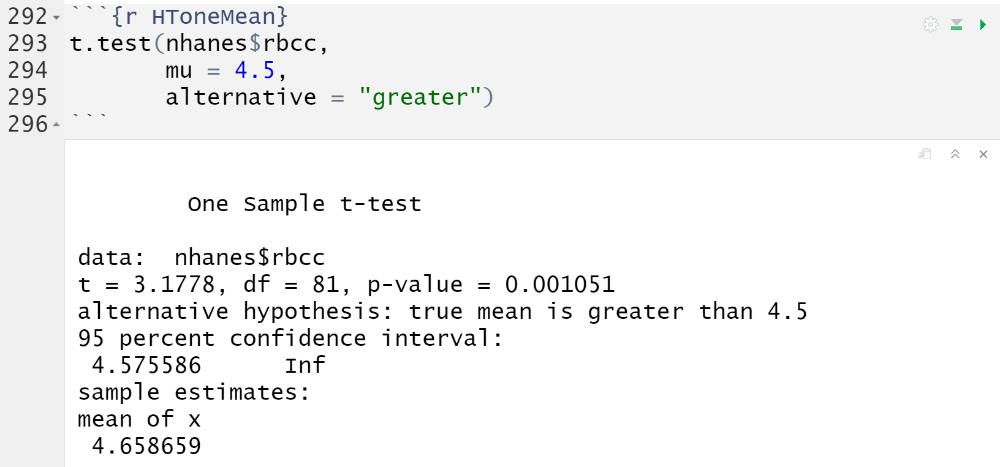 292 ```{r HToneMean}
293 t.test(nhanes$rbcc,
294        mu = 4.5,
295        alternative = "greater")
296 ```
One Sample t-test
data:  nhanes$rbcc
t = 3.1778, df = 81, p-value = 0.001051
alternative hypothesis: true mean is greater than 4.5
95 percent confidence interval:
 4.575586      Inf
sample estimates:
mean of x
 4.658659